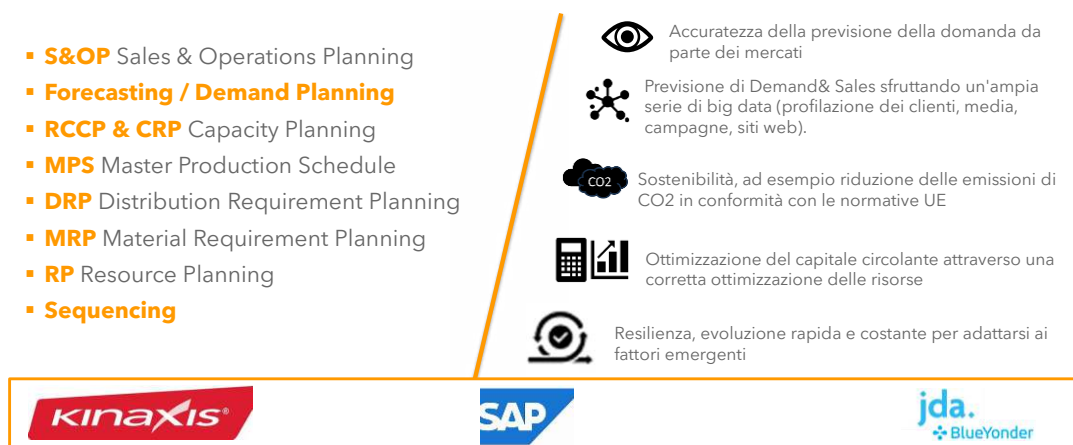 S&OP Sales & Operations Planning
Forecasting / Demand Planning
RCCP & CRP Capacity Planning
MPS Master Production Schedule
DRP Distribution Requirement Planning
MRP Material Requirement Planning
RP Resource Planning
Sequencing
Accuratezza della previsione della domanda da
parte dei mercati
Previsione di Demand& Sales sfruttando un'ampia
serie di big data (profilazione dei clienti, media,
campagne, siti web).
CO2
Sostenibilità, ad esempio riduzione delle emissioni di
CO2 in conformità con le normative UE
Ottimizzazione del capitale circolante attraverso una
corretta ottimizzazione delle risorse
Resilienza, evoluzione rapida e costante per adattarsi ai
fattori emergenti
Kinaxis®
SAP
jda.
BlueYonder